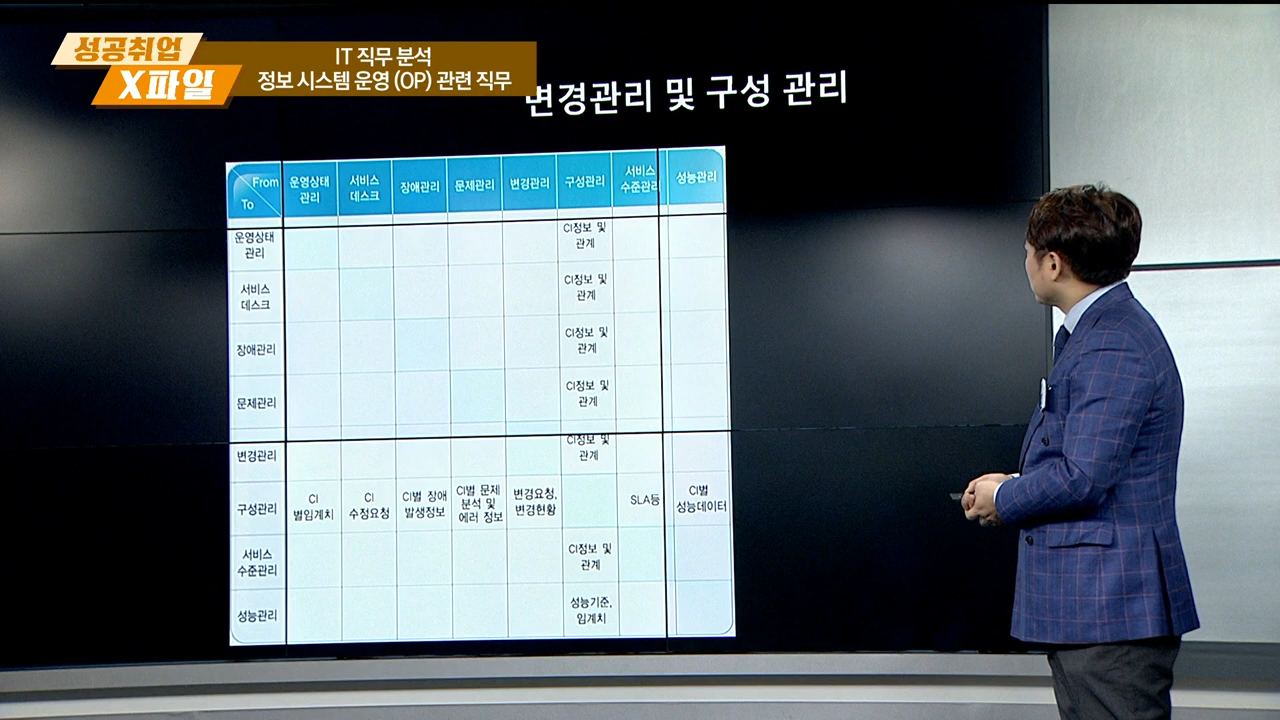 성공취업
X파일
IT 직무 분석
정보 시스템 운영 (OP) 관련 직무
변경관리 및 구성 관리
From
To
운영상태
관리
서비스
데스크
장애관리
문제관리
변경관리
구성관리
서비스
수준관리
성능관리
운영상태
관리
CI정보 및
관계
서비스
데스크
CI정보 및
관계
장애관리
CI정보 및
관계
문제관리
CI정보 및
관계
변경관리
CI정보 및
관계
구성관리
CI
별임계치
CI
수정요청
CI별 장애
발생정보
CI별 문제
분석 및
에러 정보
변경요청,
변경현황
SLA등
CI별
성능데이터
서비스
수준관리
CI정보 및
관계
성능관리
성능기준,
임계치